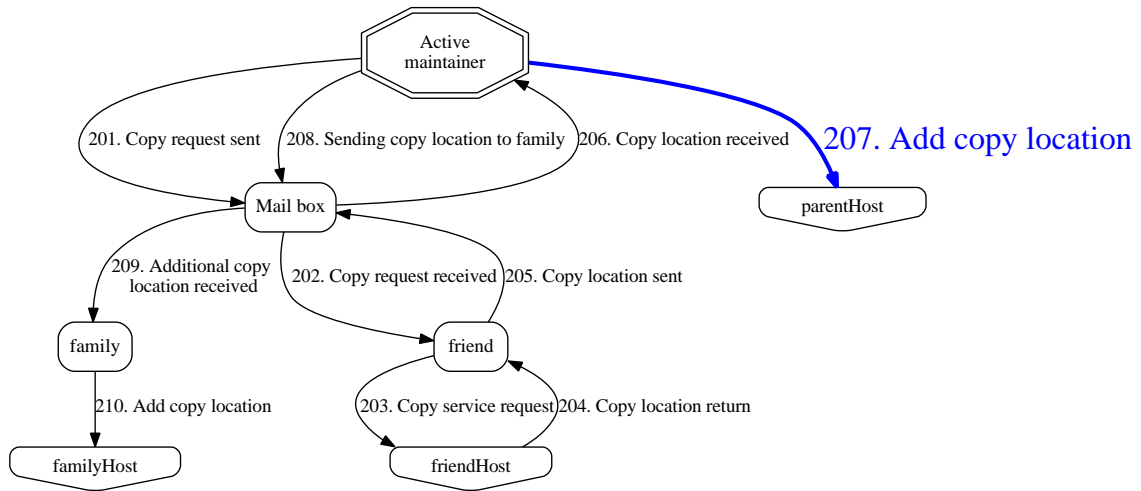 Active
maintainer
201. Copy request sent
208. Sending copy location to family
206. Copy location received
207. Add copy location
Mail box
parentHost
209. Additional copy
location received
202. Copy request received
205. Copy location sent
family
friend
210. Add copy location
203. Copy service request
204. Copy location return
familyHost
friendHost